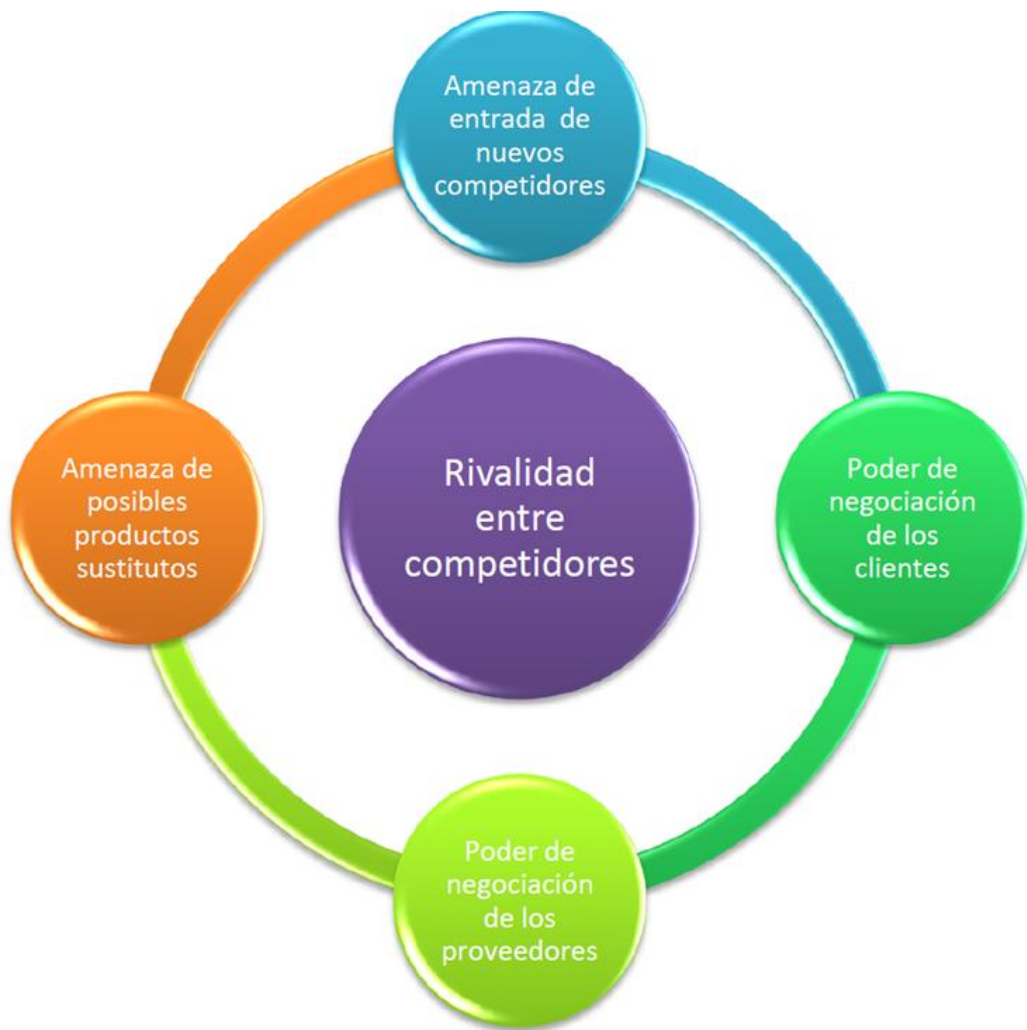 Amenaza de
entrada de
nuevos
competidores
Amenaza de
posibles
productos
sustitutos
Rivalidad
entre
competidores
Poder de
negociación
de los
clientes
Poder de
negociación
de los
proveedores